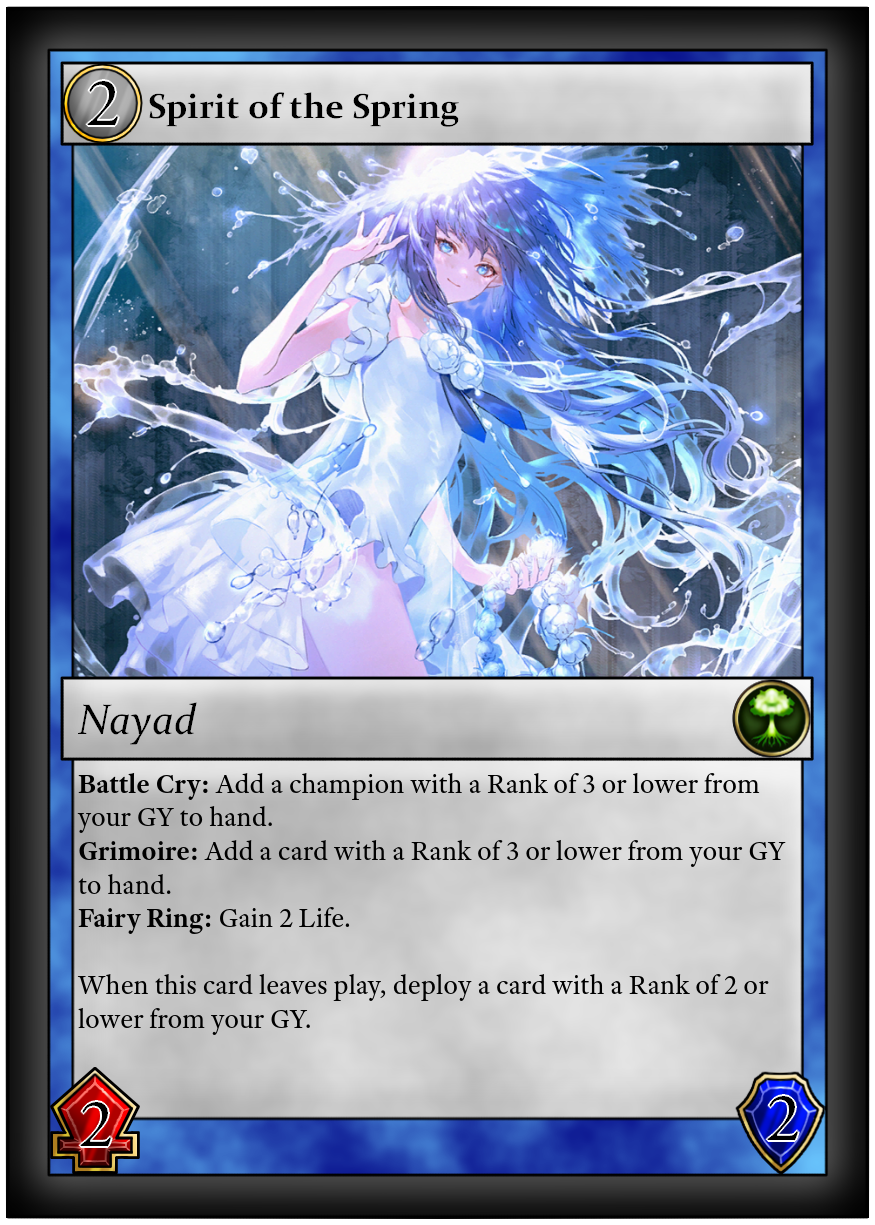 2 Spirit of the Spring
Nayad
Battle Cry: Add a champion with a Rank of 3 or lower from
your GY to hand.
Grimoire: Add a card with a Rank of 3 or lower from your GY
to hand.
Fairy Ring: Gain 2 Life.
When this card leaves play, deploy a card with a Rank of 2 or
lower from your GY.
2 2